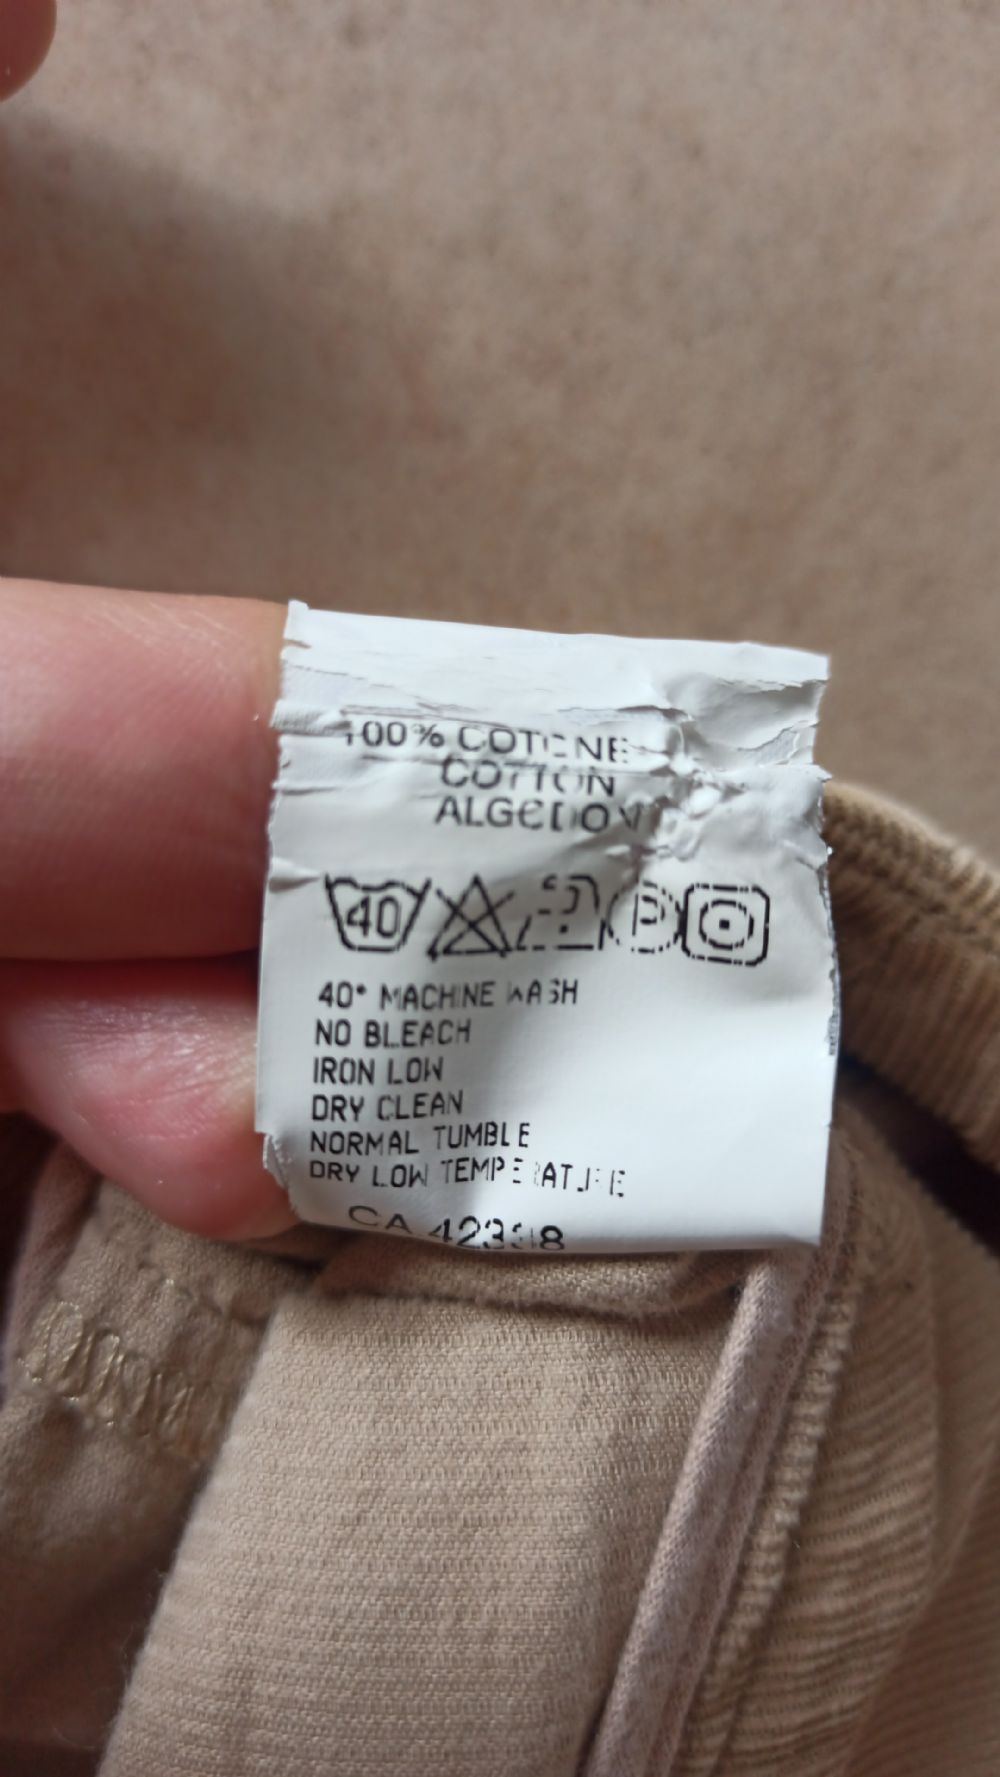 100% COTONE
COTTON
ALGODON
40 P
40° MACHINE WASH
NO BLEACH
IRON LOW
DRY CLEAN
NORMAL TUMBLE
DRY LOW TEMPERATURE
CA